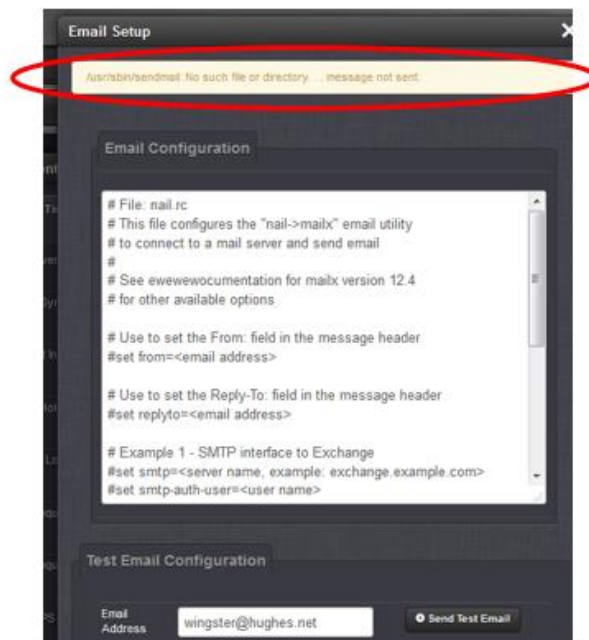 Email Setup
/usr/sbin/sendmail: No such file or directory. . . message not sent.
Email Configuration
# File: nail.rc
# This file configures the "nail->mailx" email utility
# to connect to a mail server and send email
#
# See ewewewocumentation for mailx version 12.4
# for other available options
# Use to set the From: field in the message header
#set from=<email address>
# Use to set the Reply-To: field in the message header
#set replyto=<email address>
# Example 1 - SMTP interface to Exchange
#set smtp=<server name, example: exchange.example.com>
#set smtp-auth-user=<user name>
Test Email Configuration
Email
Address
wingster@hughes.net
Send Test Email